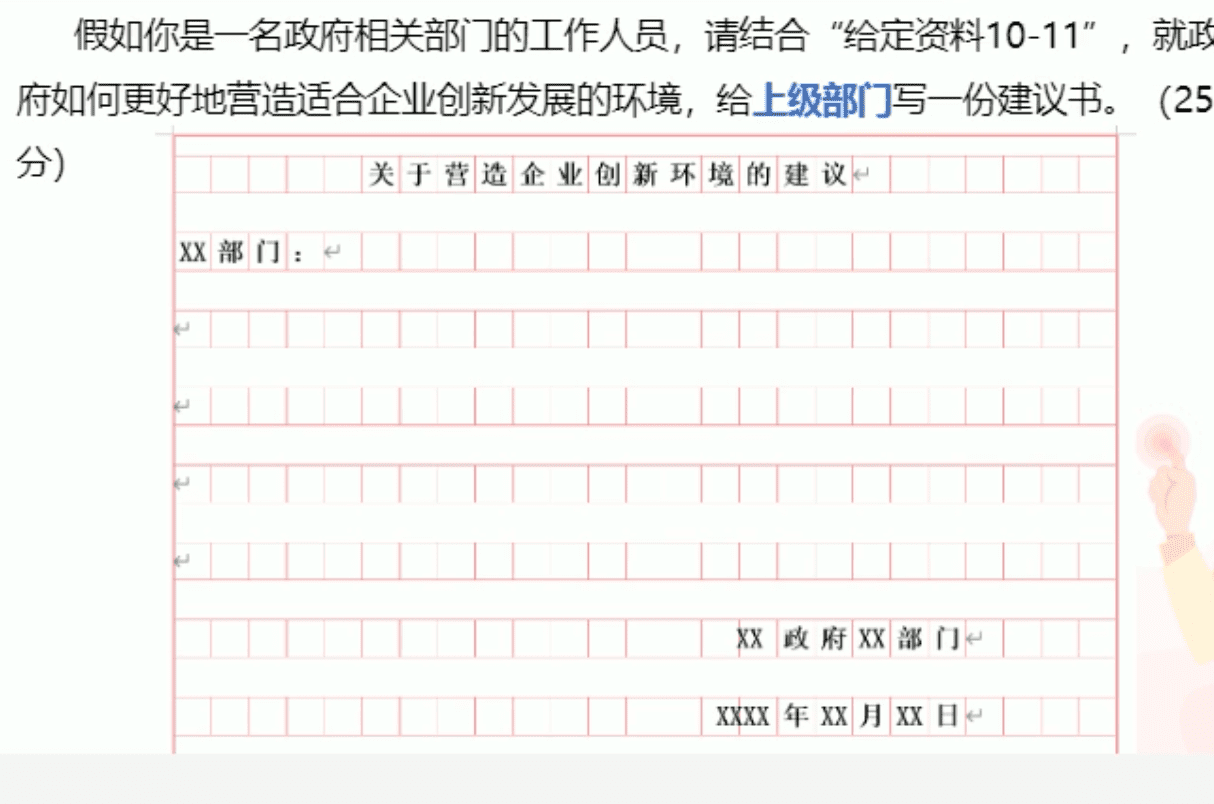 假如你是一名政府相关部门的工作人员，请结合“给定资料10-11”，就政
府如何更好地营造适合企业创新发展的环境，给上级部门写一份建议书。（25
分）
关于营造企业创新环境的建议
XX部门：
XX 政府XX部门
XXXX年XX月XX日